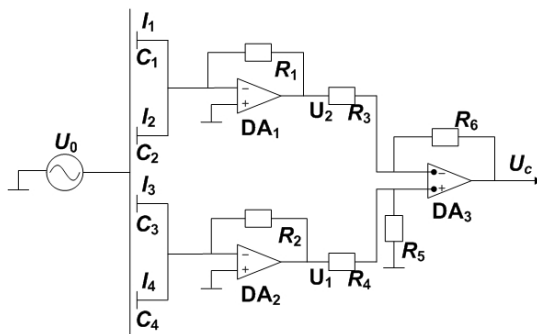 I1
C1
R1
− +
DA1
U2
R3
I2
C2
U0
R6
− +
DA3
Uc
I3
C3
R2
− +
DA2
U1
R4
R5
I4
C4